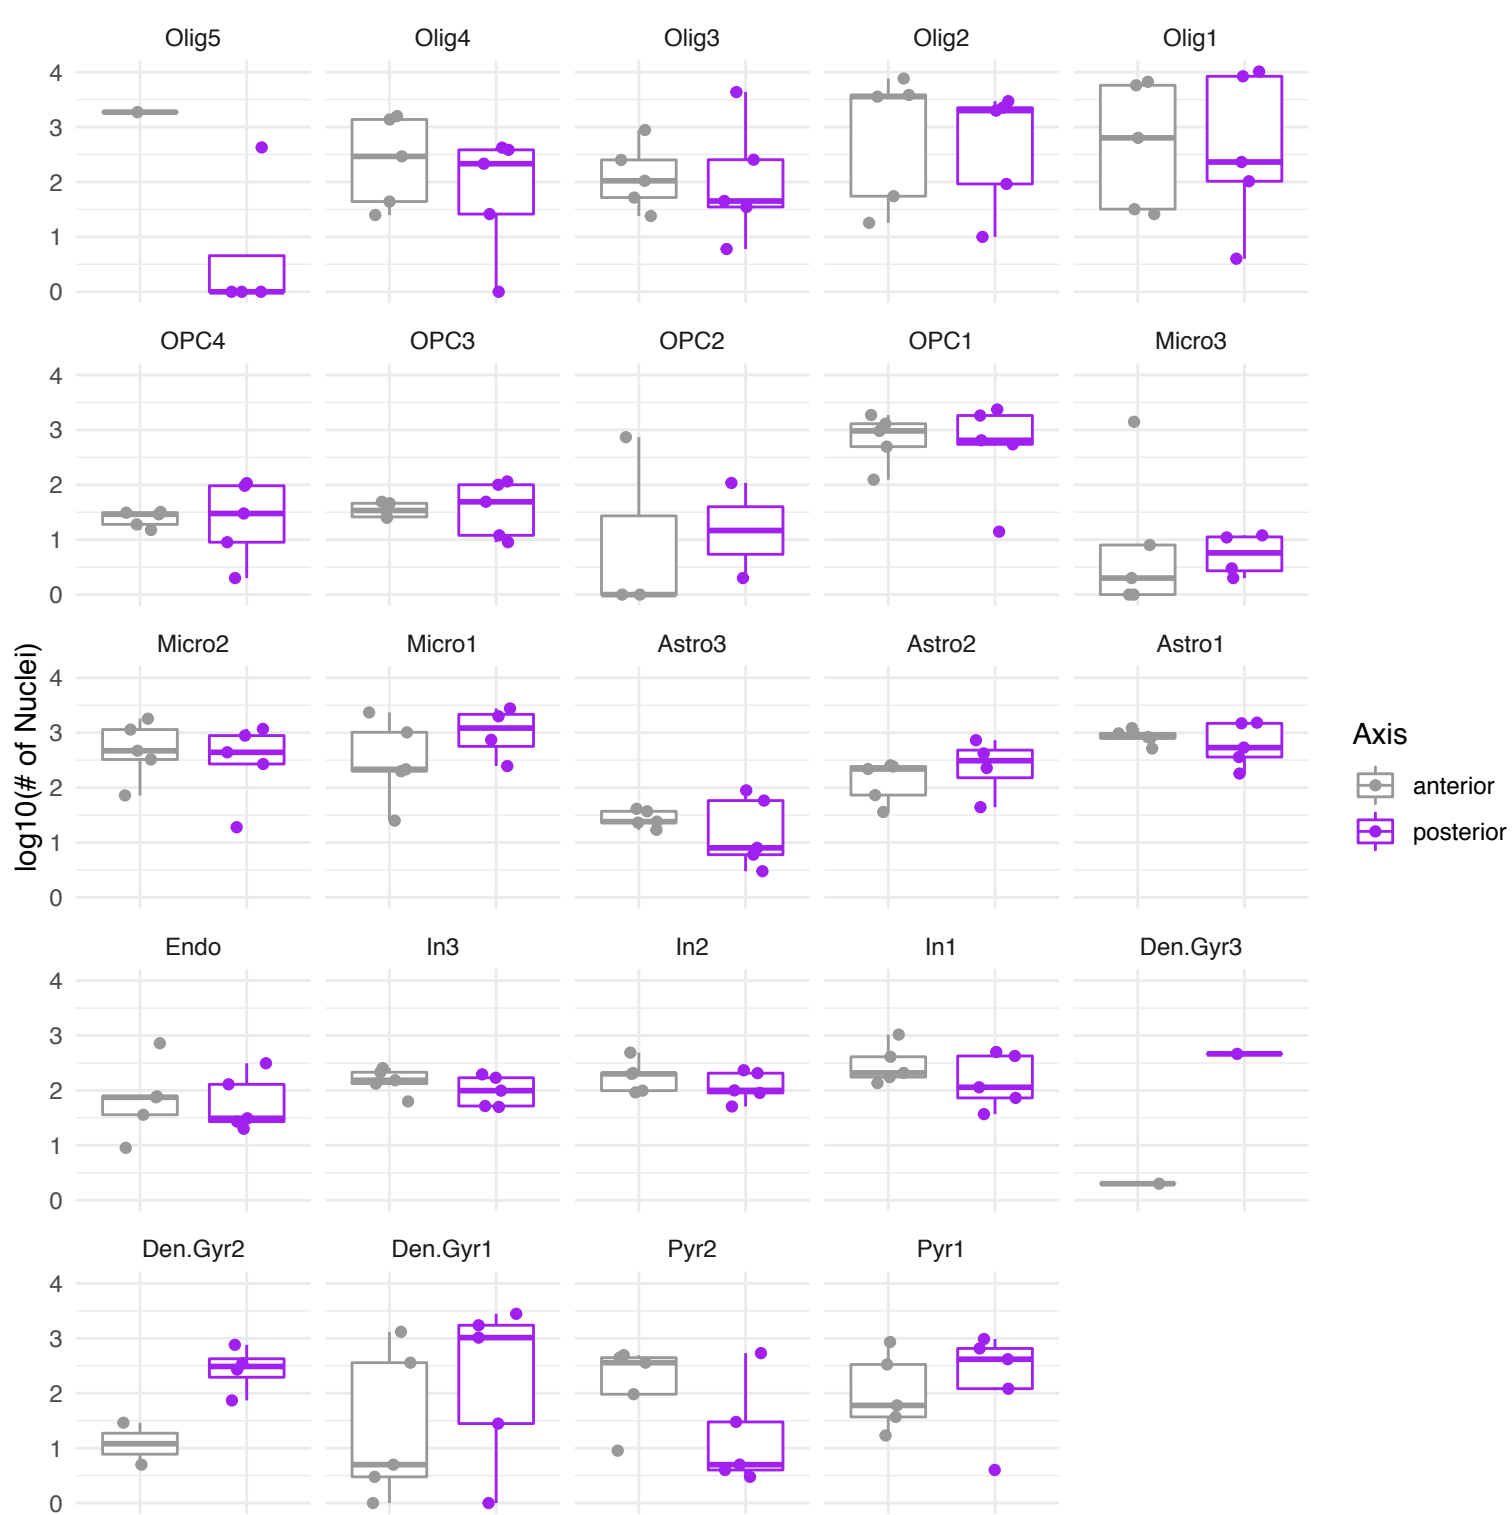 Olig5 Olig4 Olig3 Olig2 Olig1
4
3
2
1
0
OPC4 OPC3 OPC2 OPC1 Micro3
4
3
2
1
0
Micro2 Micro1 Astro3 Astro2 Astro1
4
3
2
1
0
log10(# of Nuclei)
Axis
anterior
posterior
Endo In3 In2 In1 Den.Gyr3
4
3
2
1
0
Den.Gyr2 Den.Gyr1 Pyr2 Pyr1
4
3
2
1
0